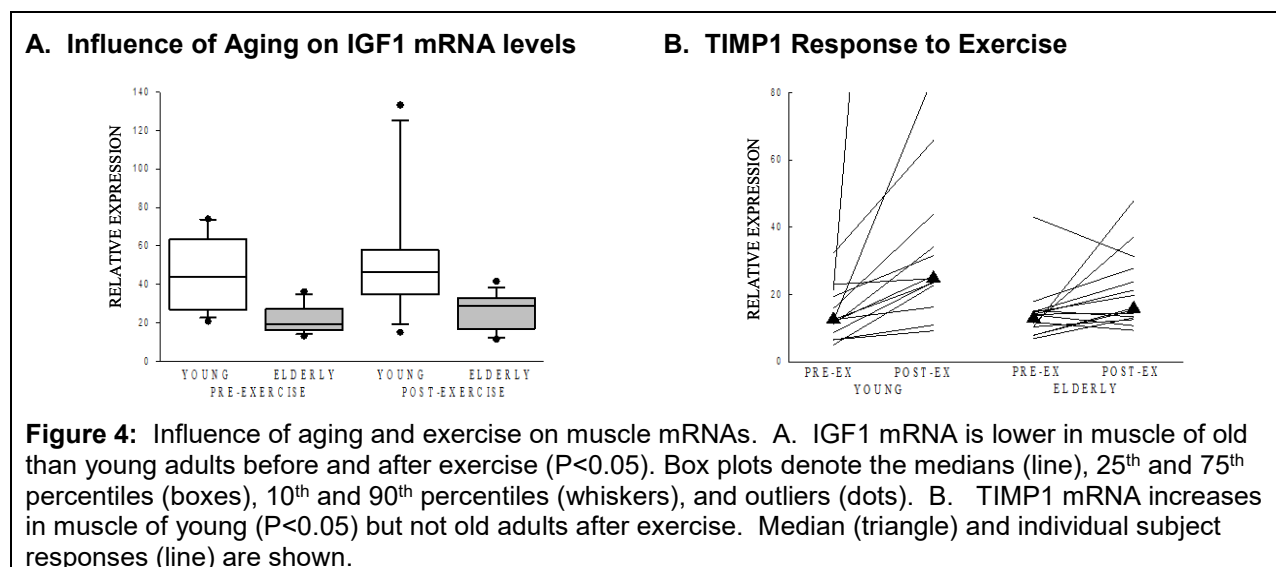 A. Influence of Aging on IGF1 mRNA levels
B. TIMP1 Response to Exercise
RELATIVE EXPRESSION
140
120
100
80
60
40
20
0
YOUNG ELDERLY YOUNG ELDERLY
PRE-EXERCISE POST-EXERCISE
RELATIVE EXPRESSION
80
60
40
20
0
PRE-EX POST-EX PRE-EX POST-EX
YOUNG ELDERLY
Figure 4: Influence of aging and exercise on muscle mRNAs. A. IGF1 mRNA is lower in muscle of old
than young adults before and after exercise (P<0.05). Box plots denote the medians (line), 25th and 75th
percentiles (boxes), 10th and 90th percentiles (whiskers), and outliers (dots). B. TIMP1 mRNA increases
in muscle of young (P<0.05) but not old adults after exercise. Median (triangle) and individual subject
responses (line) are shown.